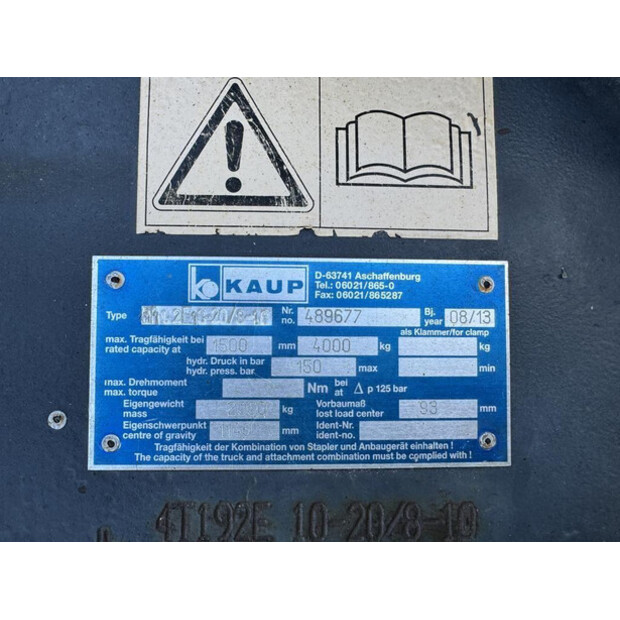 KAUP
D-63741 Aschaffenburg
Tel.: 06021/865-0
Fax: 06021/865287
Type Nr. no. 489677 Bj. year 08/13
als Klammer/for clamp
max. Tragfähigkeit bei
rated capacity at 1500 mm 4000 kg kg
hydr. Druck in bar
hydr. press. bar 150 max min
max. Drehmoment
max. torque Nm bei at Δ p 125 bar
Eigengewicht
mass kg Vorbaumaß
lost load center 93 mm
Eigenschwerpunkt
centre of gravity mm Ident-Nr.
ident-no.
Tragfähigkeit der Kombination von Stapler und Anbaugerät einhalten !
The capacity of the truck and attachment combination must be complied with !
4T192E 10-20/8-10